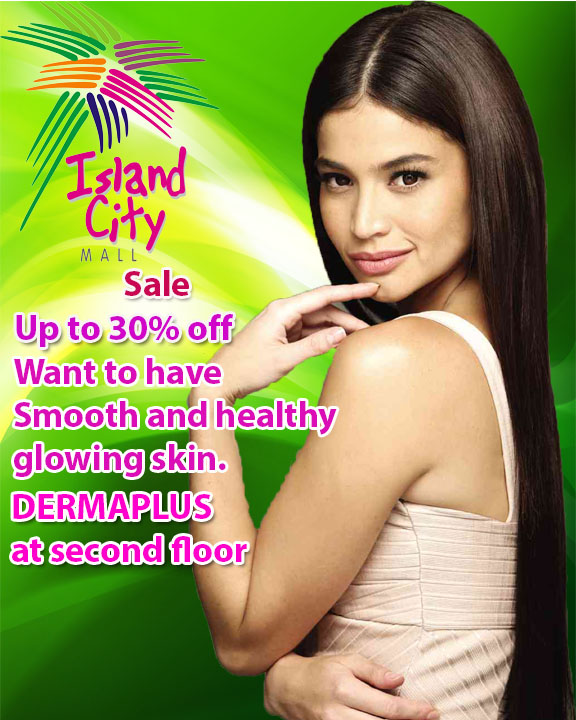 Island
City
MALL
Sale
Up to 30% off
Want to have
Smooth and healthy
glowing skin.
DERMAPLUS
at second floor